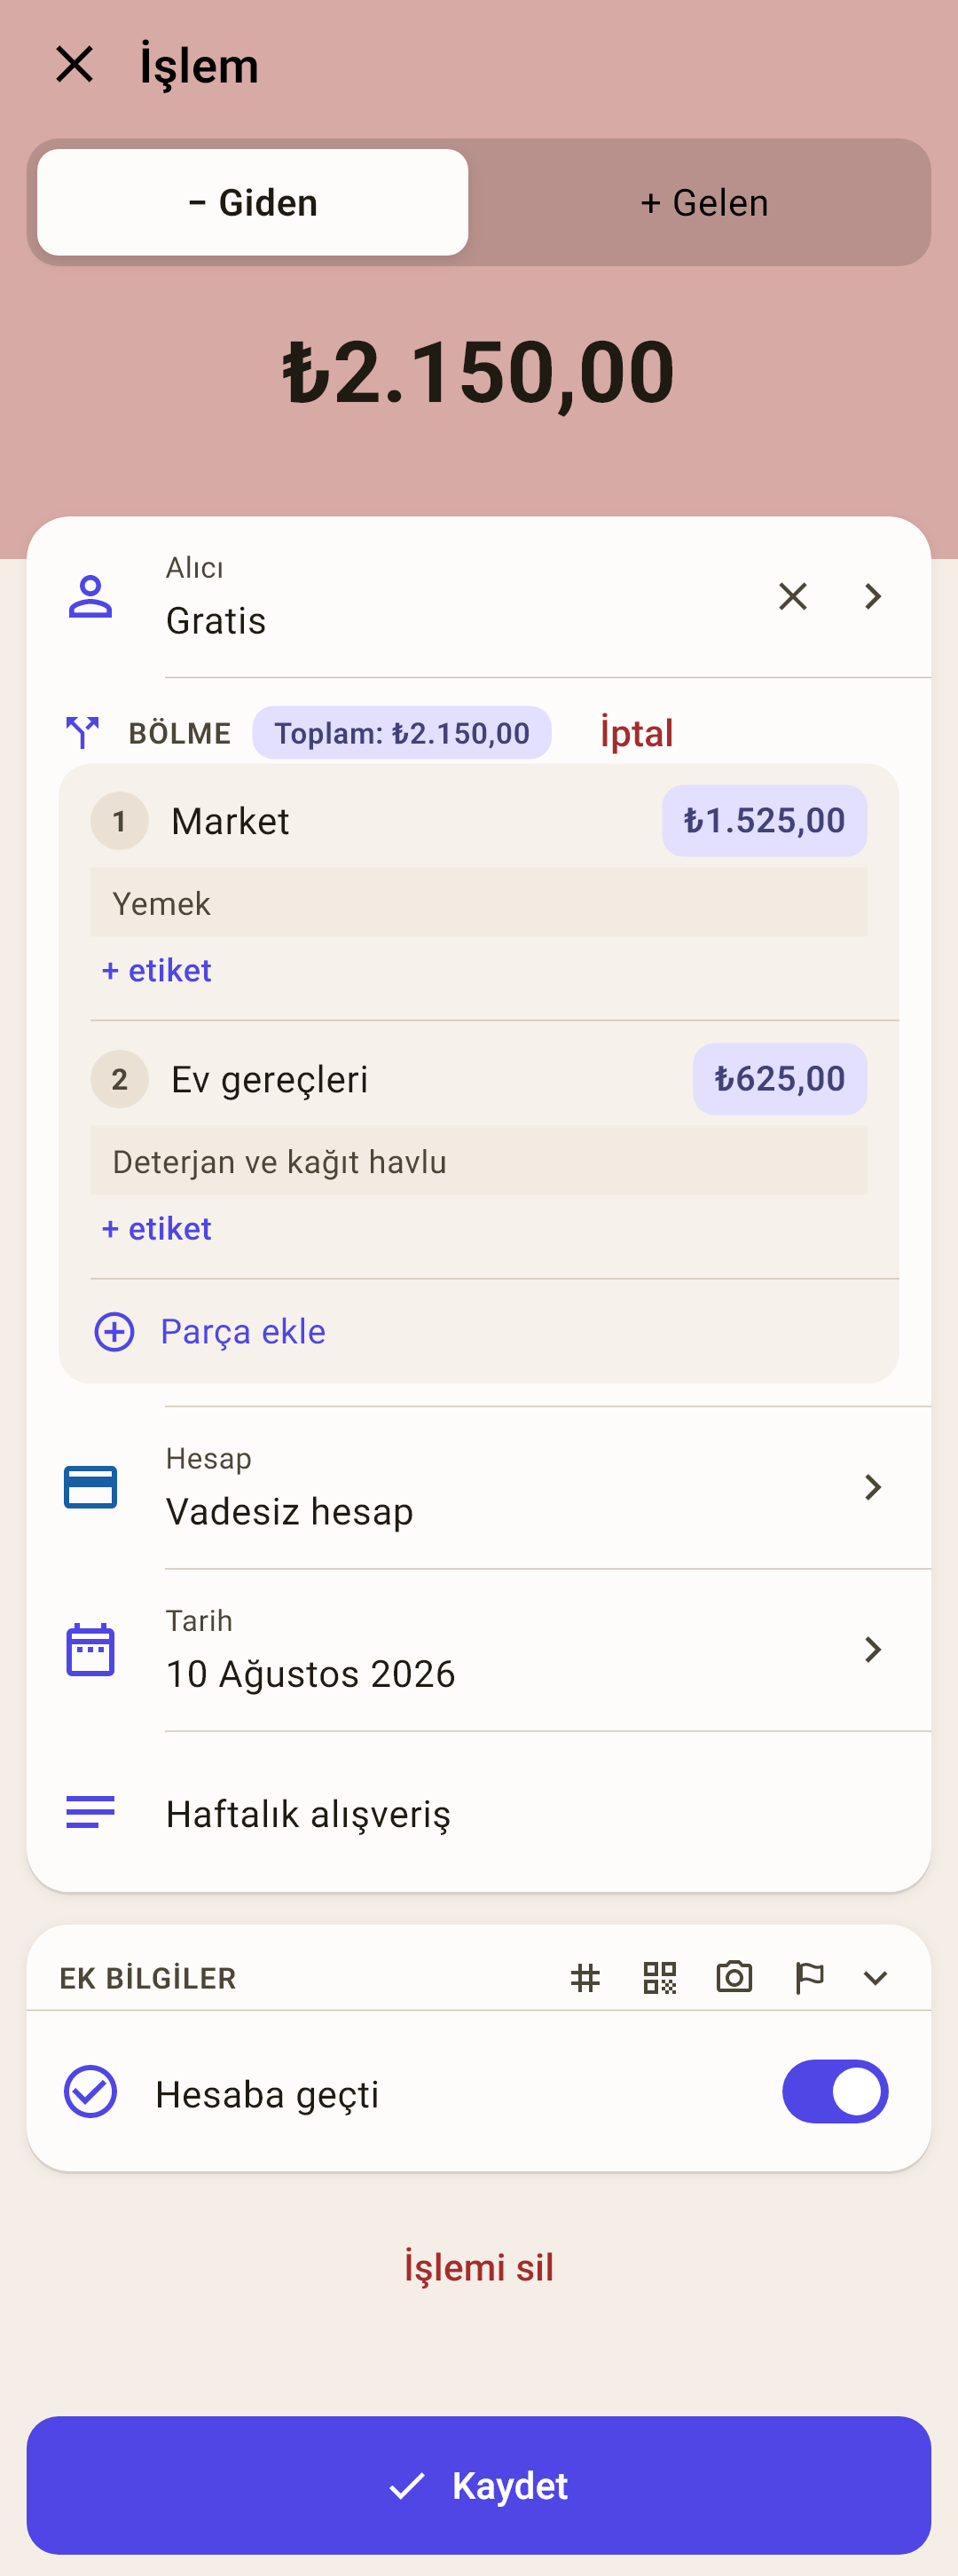 İşlem
− Giden
+ Gelen
₺2.150,00
Alıcı
Gratis
BÖLME
Toplam: ₺2.150,00
İptal
1
Market
₺1.525,00
Yemek
+ etiket
2
Ev gereçleri
₺625,00
Deterjan ve kağıt havlu
+ etiket
Parça ekle
Hesap
Vadesiz hesap
Tarih
10 Ağustos 2026
Haftalık alışveriş
EK BİLGİLER
Hesaba geçti
İşlemi sil
Kaydet